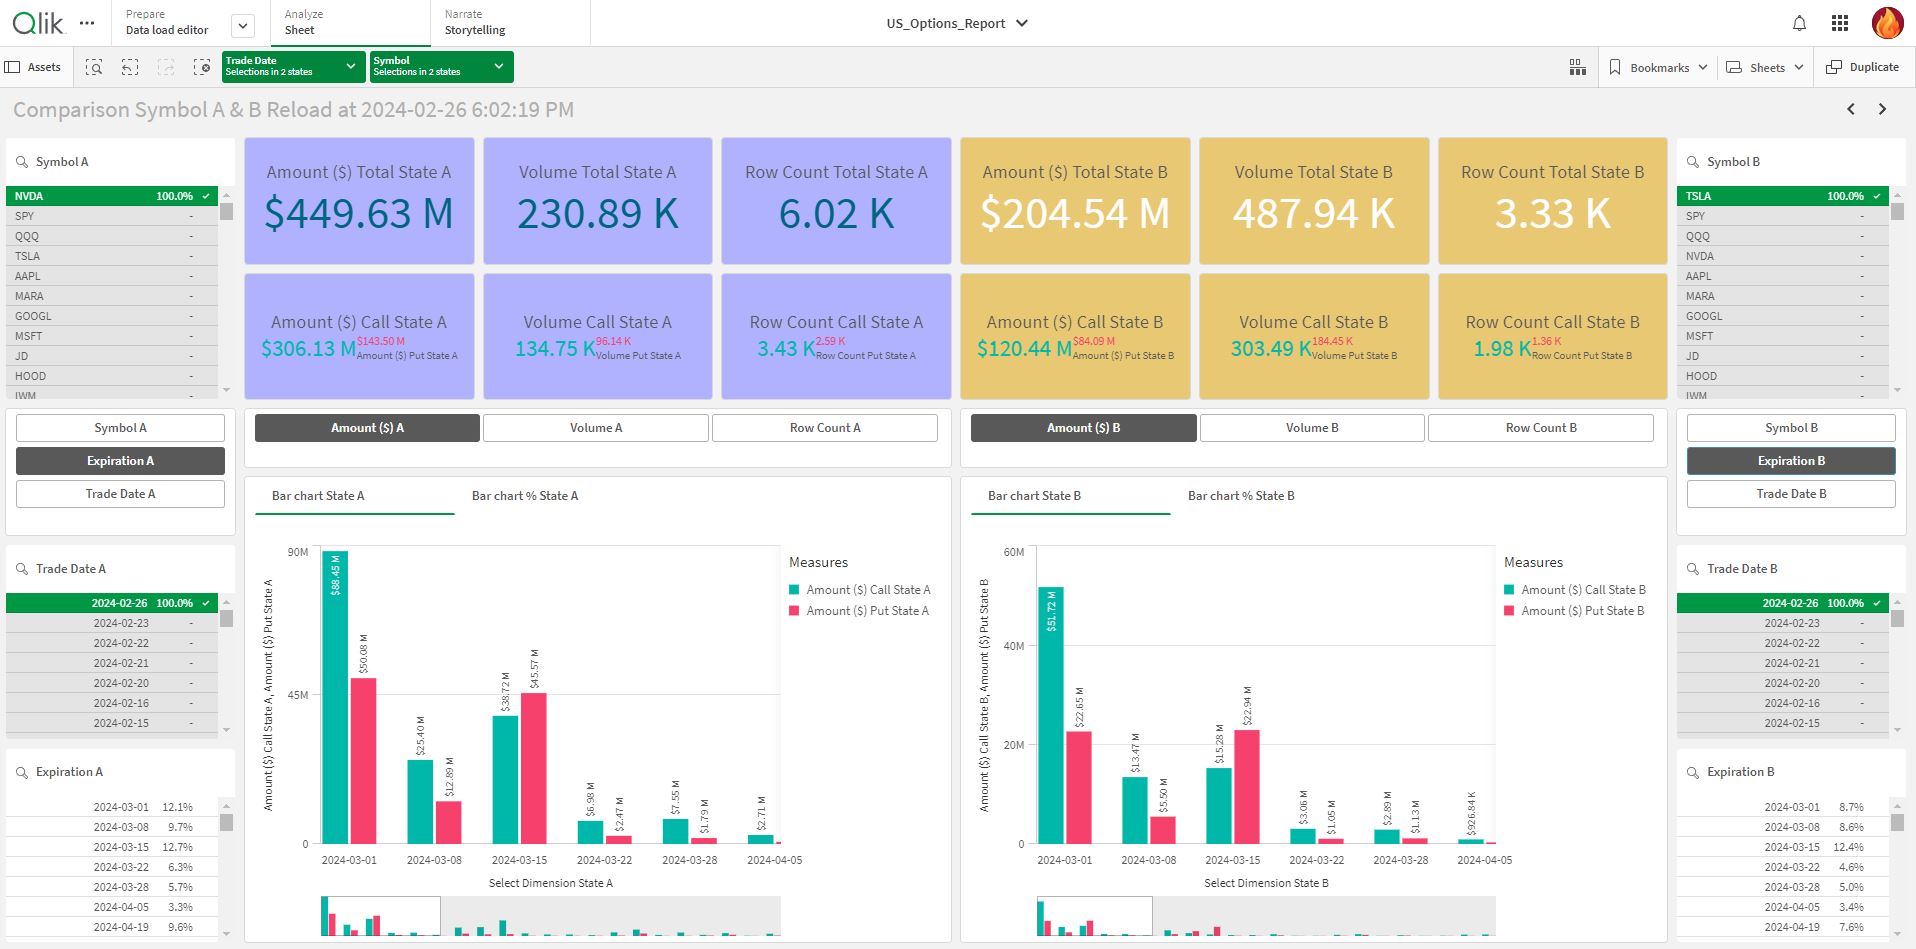 Qlik
Prepare
Data load editor
Analyze
Sheet
Narrate
Storytelling
US_Options_Report
Assets
Trade Date
Selections in 2 states
Symbol
Selections in 2 states
Bookmarks
Sheets
Duplicate
Comparison Symbol A & B Reload at 2024-02-26 6:02:19 PM
Symbol A
NVDA 100.0%
SPY -
QQQ -
TSLA -
AAPL -
MARA -
GOOGL -
MSFT -
JD -
HOOD -
IWM -
Amount ($) Total State A
$449.63 M
Volume Total State A
230.89 K
Row Count Total State A
6.02 K
Amount ($) Total State B
$204.54 M
Volume Total State B
487.94 K
Row Count Total State B
3.33 K
Amount ($) Call State A
$306.13 M
$143.50 M
Amount ($) Put State A
Volume Call State A
134.75 K
96.14 K
Volume Put State A
Row Count Call State A
3.43 K
2.59 K
Row Count Put State A
Amount ($) Call State B
$120.44 M
$84.09 M
Amount ($) Put State B
Volume Call State B
303.49 K
184.45 K
Volume Put State B
Row Count Call State B
1.98 K
1.36 K
Row Count Put State B
Symbol B
TSLA 100.0%
SPY -
QQQ -
NVDA -
AAPL -
MARA -
GOOGL -
MSFT -
JD -
HOOD -
IWM -
Symbol A
Expiration A
Trade Date A
Amount ($) A
Volume A
Row Count A
Amount ($) B
Volume B
Row Count B
Symbol B
Expiration B
Trade Date B
Trade Date A
2024-02-26 100.0%
2024-02-23 -
2024-02-22 -
2024-02-21 -
2024-02-20 -
2024-02-16 -
2024-02-15 -
Expiration A
2024-03-01 12.1%
2024-03-08 9.7%
2024-03-15 12.7%
2024-03-22 6.3%
2024-03-28 5.7%
2024-04-05 3.3%
2024-04-19 9.6%
Bar chart State A
Bar chart % State A
Amount ($) Call State A, Amount ($) Put State A
90M
45M
0
$88.45 M
$50.08 M
$25.40 M
$12.89 M
$38.72 M
$45.57 M
$6.98 M
$2.47 M
$7.55 M
$1.79 M
$2.71 M
2024-03-01
2024-03-08
2024-03-15
2024-03-22
2024-03-28
2024-04-05
Select Dimension State A
Measures
Amount ($) Call State A
Amount ($) Put State A
Bar chart State B
Bar chart % State B
Amount ($) Call State B, Amount ($) Put State B
60M
40M
20M
0
$51.72 M
$22.65 M
$13.47 M
$5.50 M
$15.28 M
$22.94 M
$3.06 M
$1.05 M
$2.89 M
$1.13 M
$926.84 K
2024-03-01
2024-03-08
2024-03-15
2024-03-22
2024-03-28
2024-04-05
Select Dimension State B
Measures
Amount ($) Call State B
Amount ($) Put State B
Trade Date B
2024-02-26 100.0%
2024-02-23 -
2024-02-22 -
2024-02-21 -
2024-02-20 -
2024-02-16 -
2024-02-15 -
Expiration B
2024-03-01 8.7%
2024-03-08 8.6%
2024-03-15 12.4%
2024-03-22 4.6%
2024-03-28 5.0%
2024-04-05 3.4%
2024-04-19 7.6%